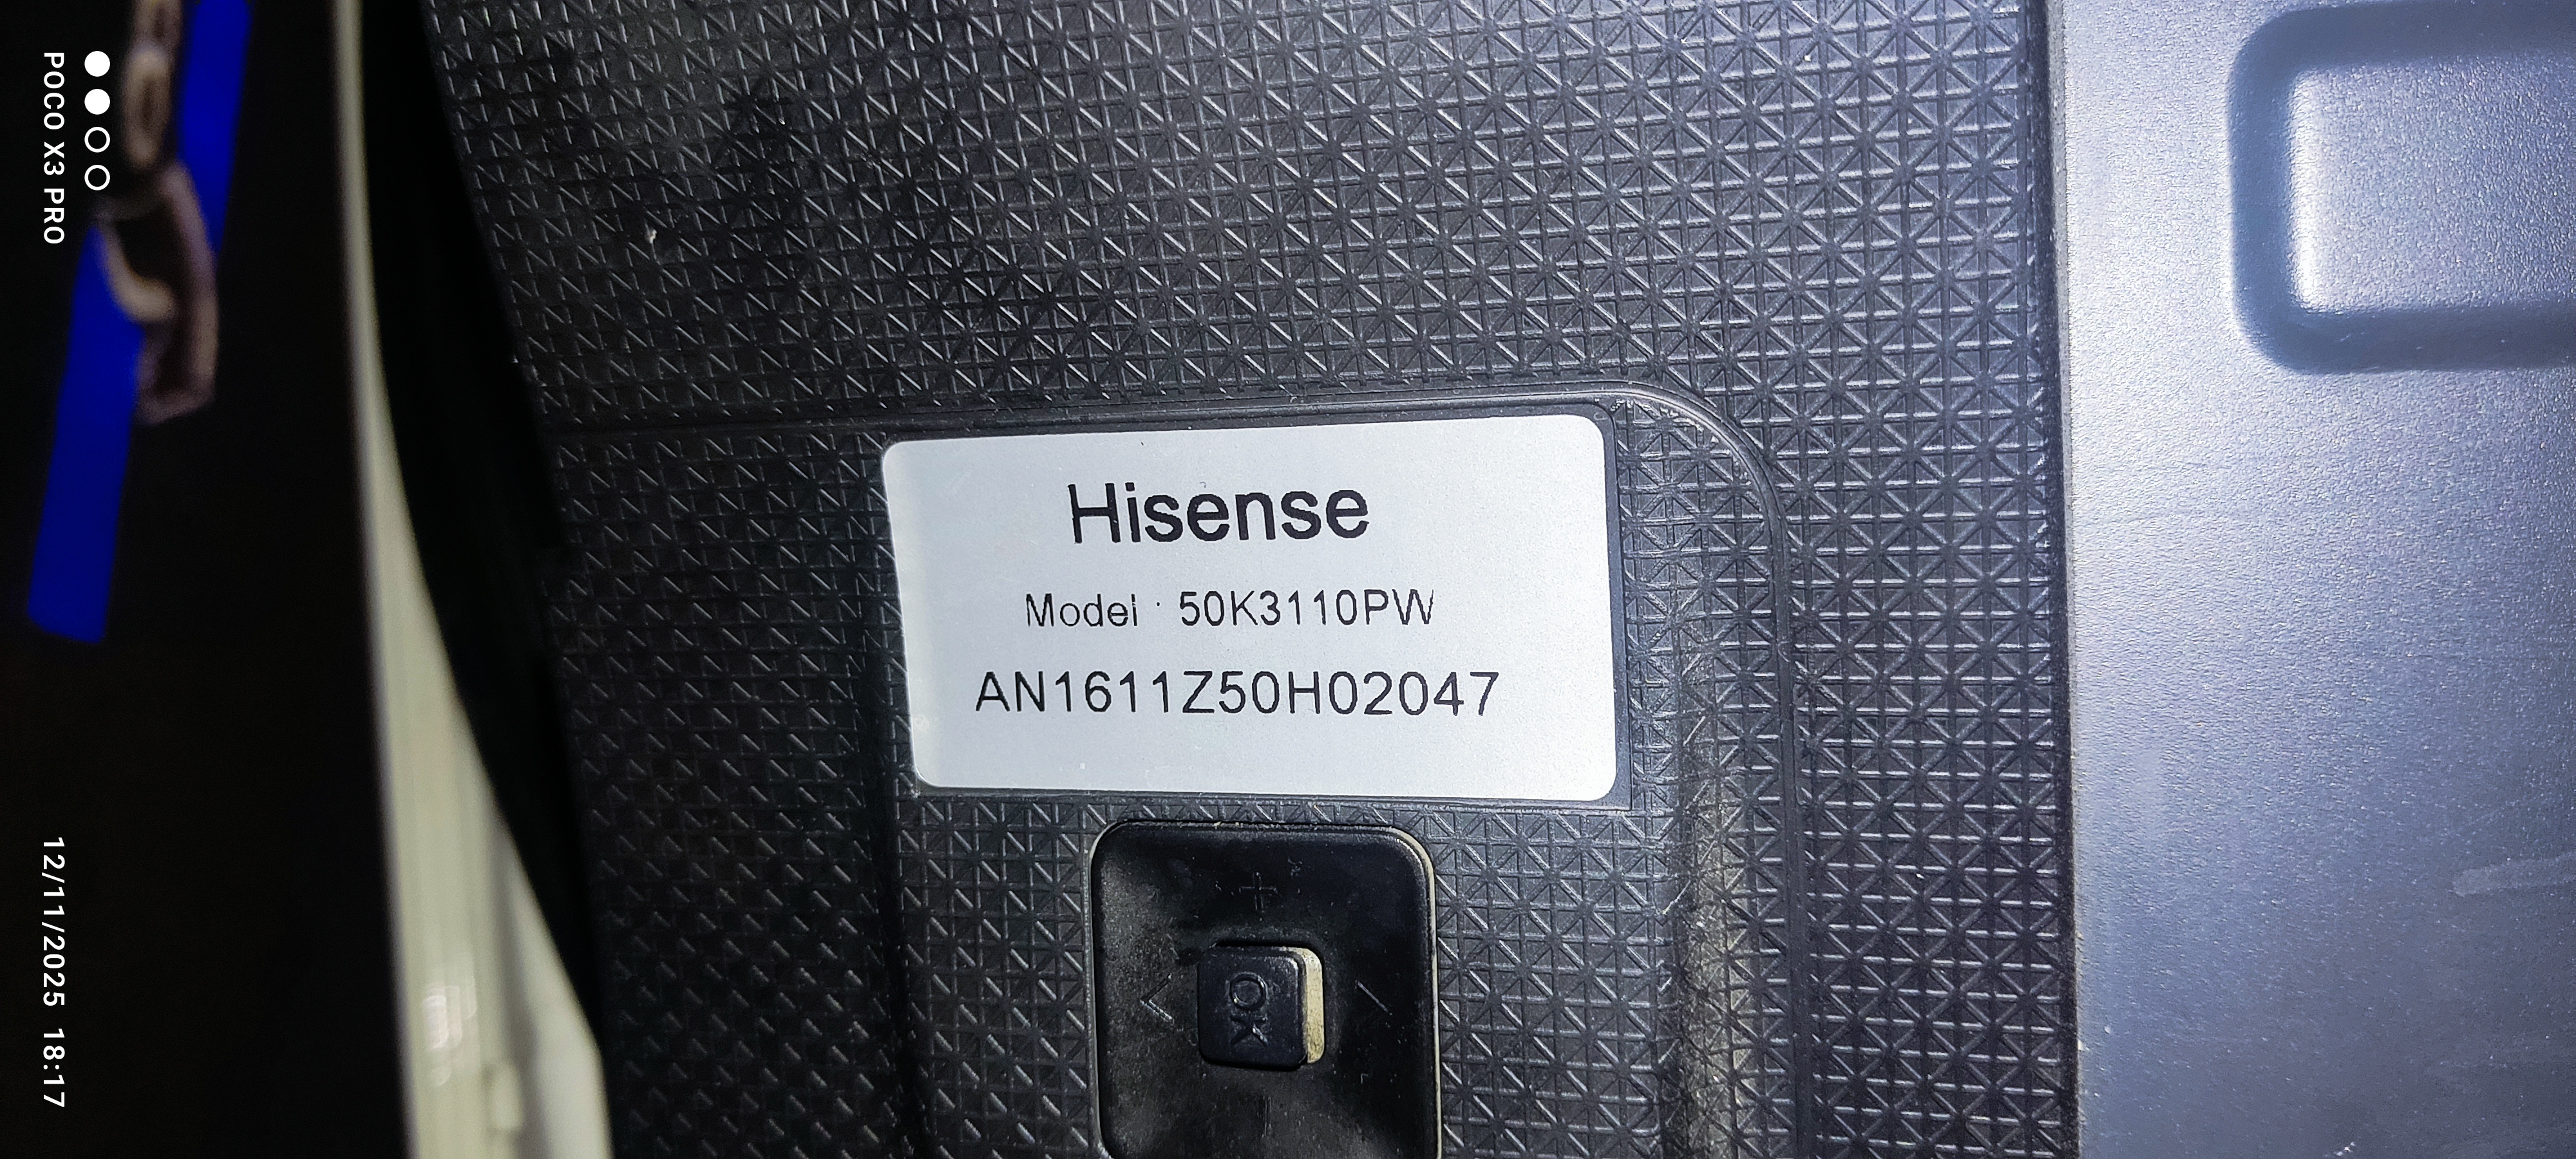 Hisense
Model : 50K3110PW
AN1611Z50H02047
+
< OK >
POCO X3 PRO
12/11/2025 18:17